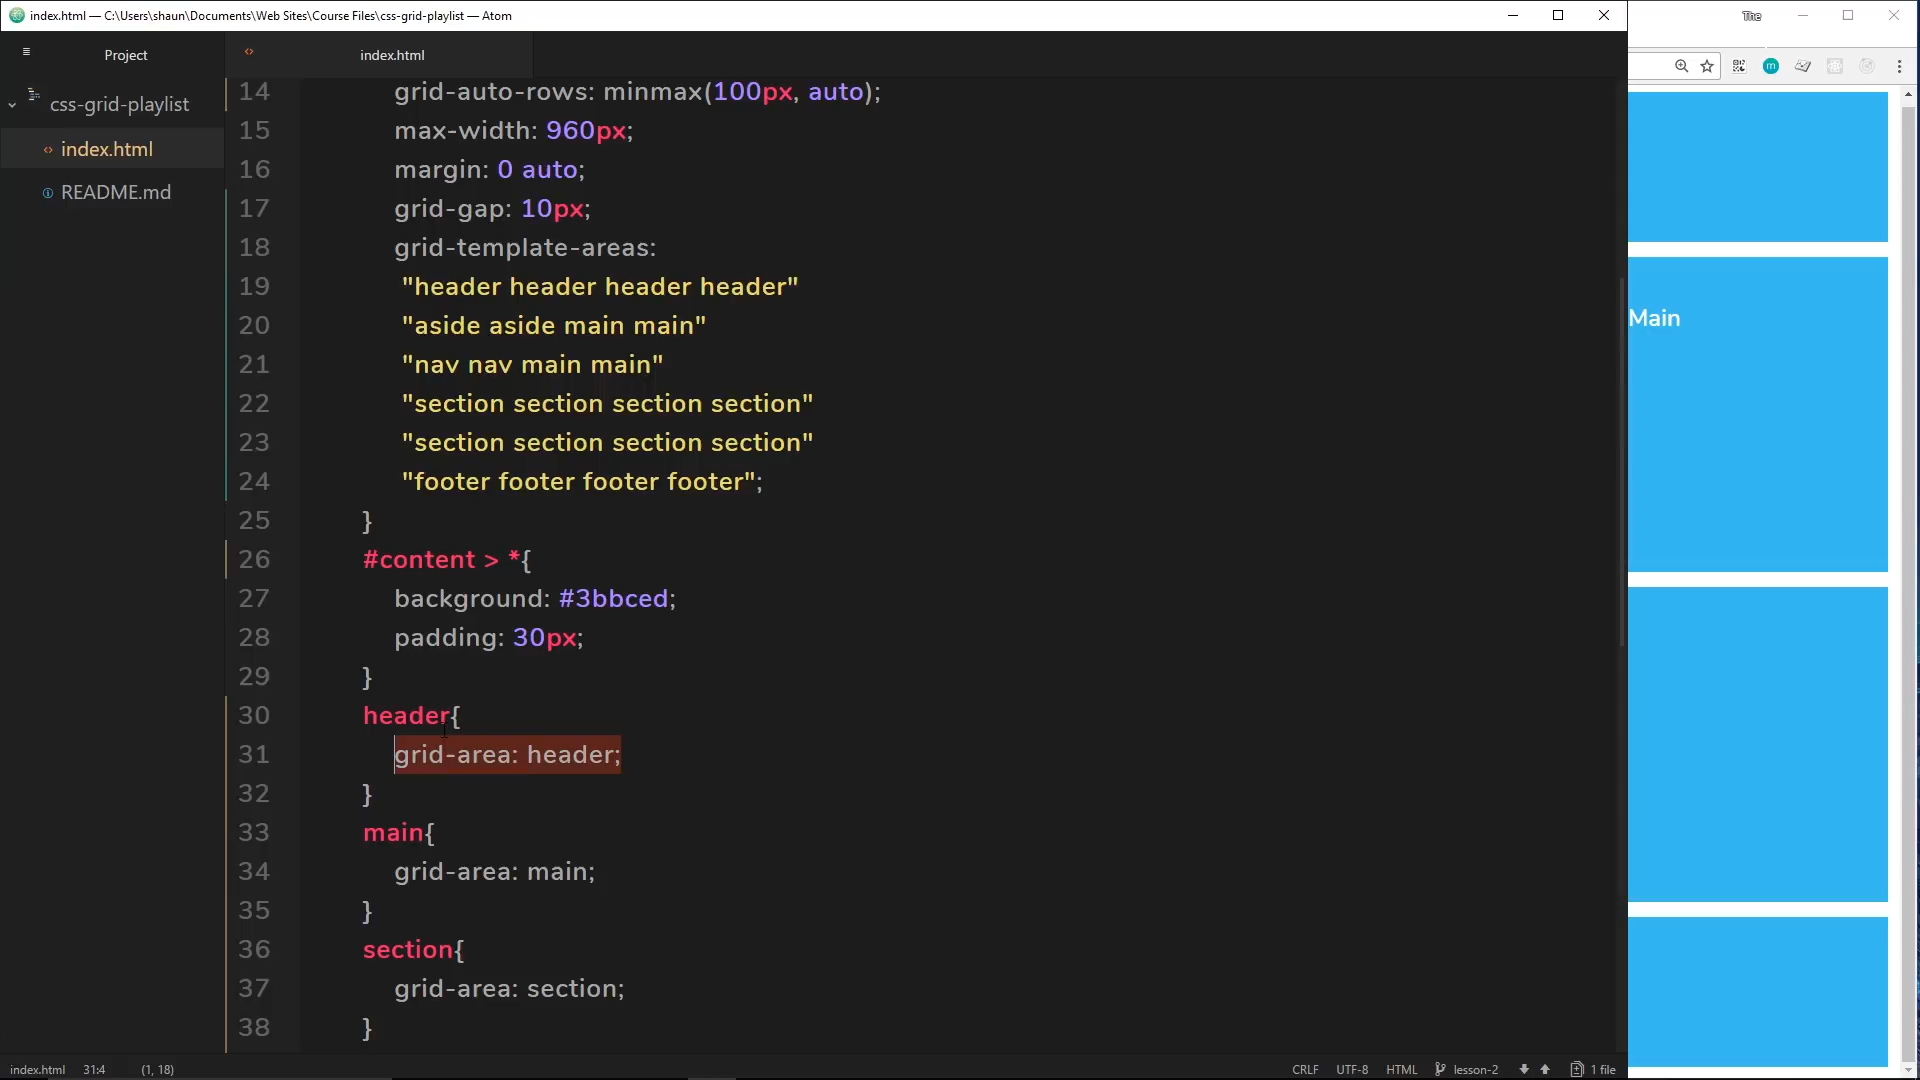 index.html — C:\Users\shaun\Documents\Web Sites\Course Files\css-grid-playlist — Atom
The
Project
index.html
css-grid-playlist
index.html
README.md
14 grid-auto-rows: minmax(100px, auto);
15 max-width: 960px;
16 margin: 0 auto;
17 grid-gap: 10px;
18 grid-template-areas:
19 "header header header header"
20 "aside aside main main"
21 "nav nav main main"
22 "section section section section"
23 "section section section section"
24 "footer footer footer footer";
25 }
26 #content > *{
27 background: #3bbced;
28 padding: 30px;
29 }
30 header{
31 grid-area: header;
32 }
33 main{
34 grid-area: main;
35 }
36 section{
37 grid-area: section;
38 }
Main
m
index.html 31:4 (1, 18) CRLF UTF-8 HTML lesson-2 1 file